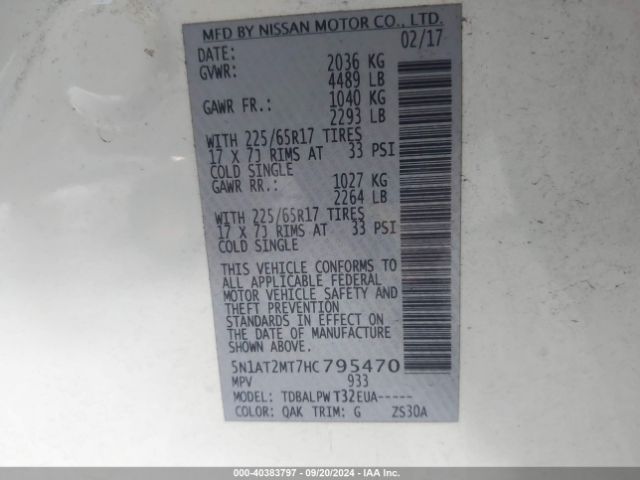 MFD BY NISSAN MOTOR CO., LTD.
DATE: 02/17
GVWR: 2036 KG
4489 LB
GAWR FR.: 1040 KG
2293 LB
WITH 225/65R17 TIRES
17 X 7J RIMS AT 33 PSI
COLD SINGLE
GAWR RR.: 1027 KG
2264 LB
WITH 225/65R17 TIRES
17 X 7J RIMS AT 33 PSI
COLD SINGLE
THIS VEHICLE CONFORMS TO
ALL APPLICABLE FEDERAL
MOTOR VEHICLE SAFETY AND
THEFT PREVENTION
STANDARDS IN EFFECT ON
THE DATE OF MANUFACTURE
SHOWN ABOVE.
5N1AT2MT7HC795470
MPV 933
MODEL: TDBALPWT32EUA-----
COLOR: QAK TRIM: G ZS30A
000-40383797 - 09/20/2024 - IAA Inc.